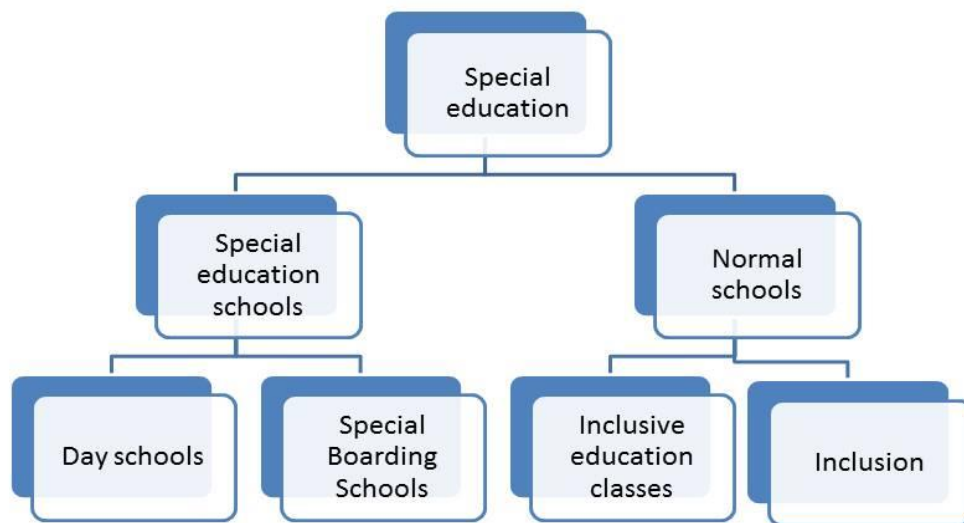 Special
education
Special
education
schools
Normal
schools
Day schools
Special
Boarding
Schools
Inclusive
education
classes
Inclusion